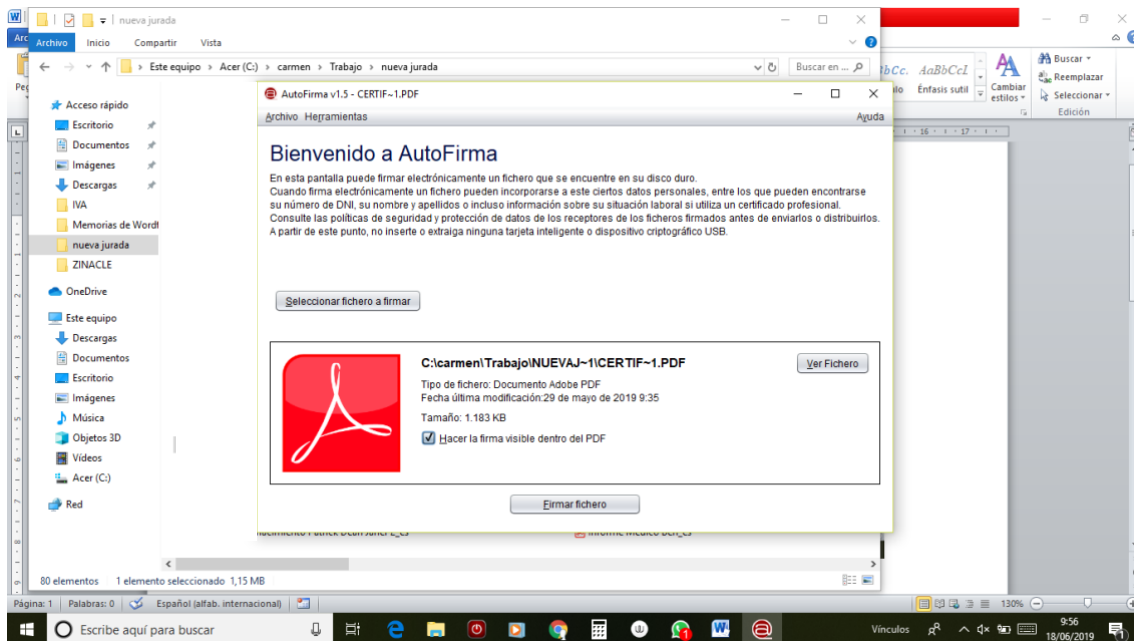 nueva jurada
Archivo Inicio Compartir Vista
Este equipo > Acer (C:) > carmen > Trabajo > nueva jurada
Buscar en ...
AaBbCcI
Énfasis sutil
Cambiar
estilos
Buscar
Reemplazar
Seleccionar
Edición
Acceso rápido
Escritorio
Documentos
Imágenes
Descargas
IVA
Memorias de Wordf
nueva jurada
ZINACLE
OneDrive
Este equipo
Descargas
Documentos
Escritorio
Imágenes
Música
Objetos 3D
Vídeos
Acer (C:)
Red
AutoFirma v1.5 - CERTIF~1.PDF
Archivo Herramientas Ayuda
Bienvenido a AutoFirma
En esta pantalla puede firmar electrónicamente un fichero que se encuentre en su disco duro.
Cuando firma electrónicamente un fichero pueden incorporarse a este ciertos datos personales, entre los que pueden encontrarse
su número de DNI, su nombre y apellidos o incluso información sobre su situación laboral si utiliza un certificado profesional.
Consulte las políticas de seguridad y protección de datos de los receptores de los ficheros firmados antes de enviarlos o distribuirlos.
A partir de este punto, no inserte o extraiga ninguna tarjeta inteligente o dispositivo criptográfico USB.
Seleccionar fichero a firmar
C:\carmen\Trabajo\NUEVAJ~1\CERTIF~1.PDF
Ver Fichero
Tipo de fichero: Documento Adobe PDF
Fecha última modificación:29 de mayo de 2019 9:35
Tamaño: 1.183 KB
Hacer la firma visible dentro del PDF
Firmar fichero
80 elementos 1 elemento seleccionado 1,15 MB
Página: 1 Palabras: 0 Español (alfab. internacional) 130%
Escribe aquí para buscar
Vínculos
9:56
18/06/2019